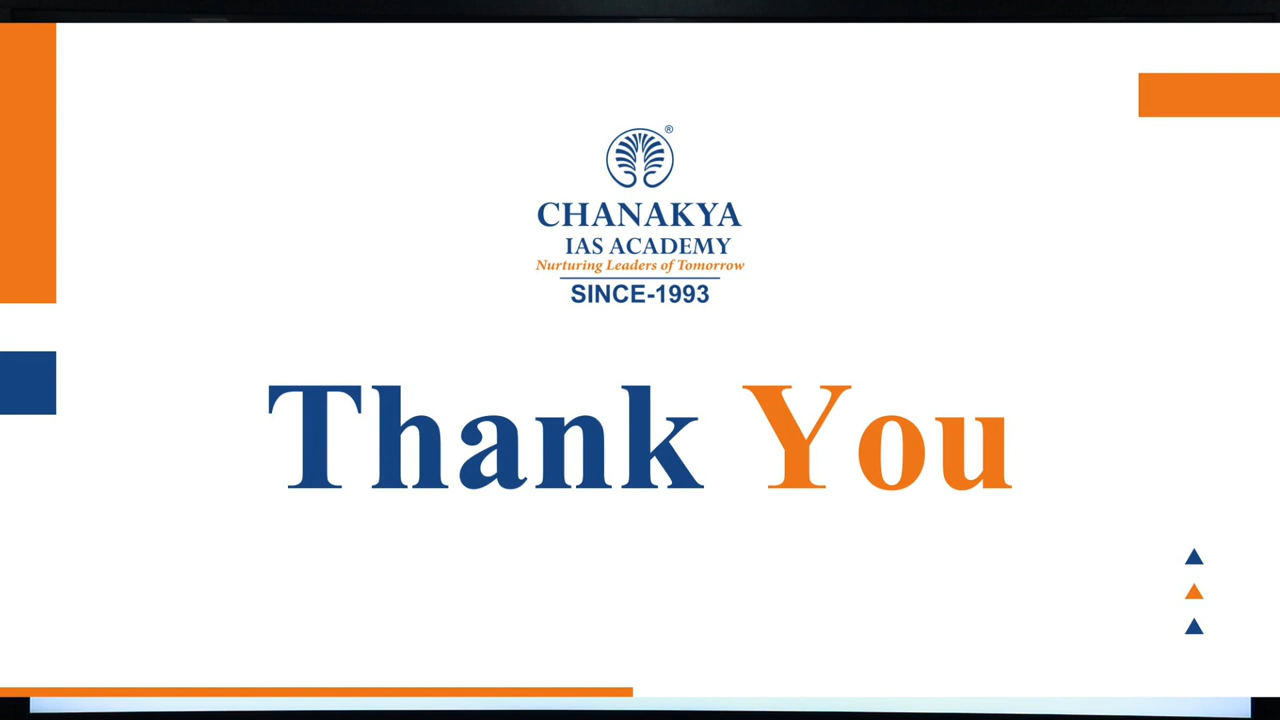 ®
CHANAKYA
IAS ACADEMY
Nurturing Leaders of Tomorrow
SINCE-1993
Thank You